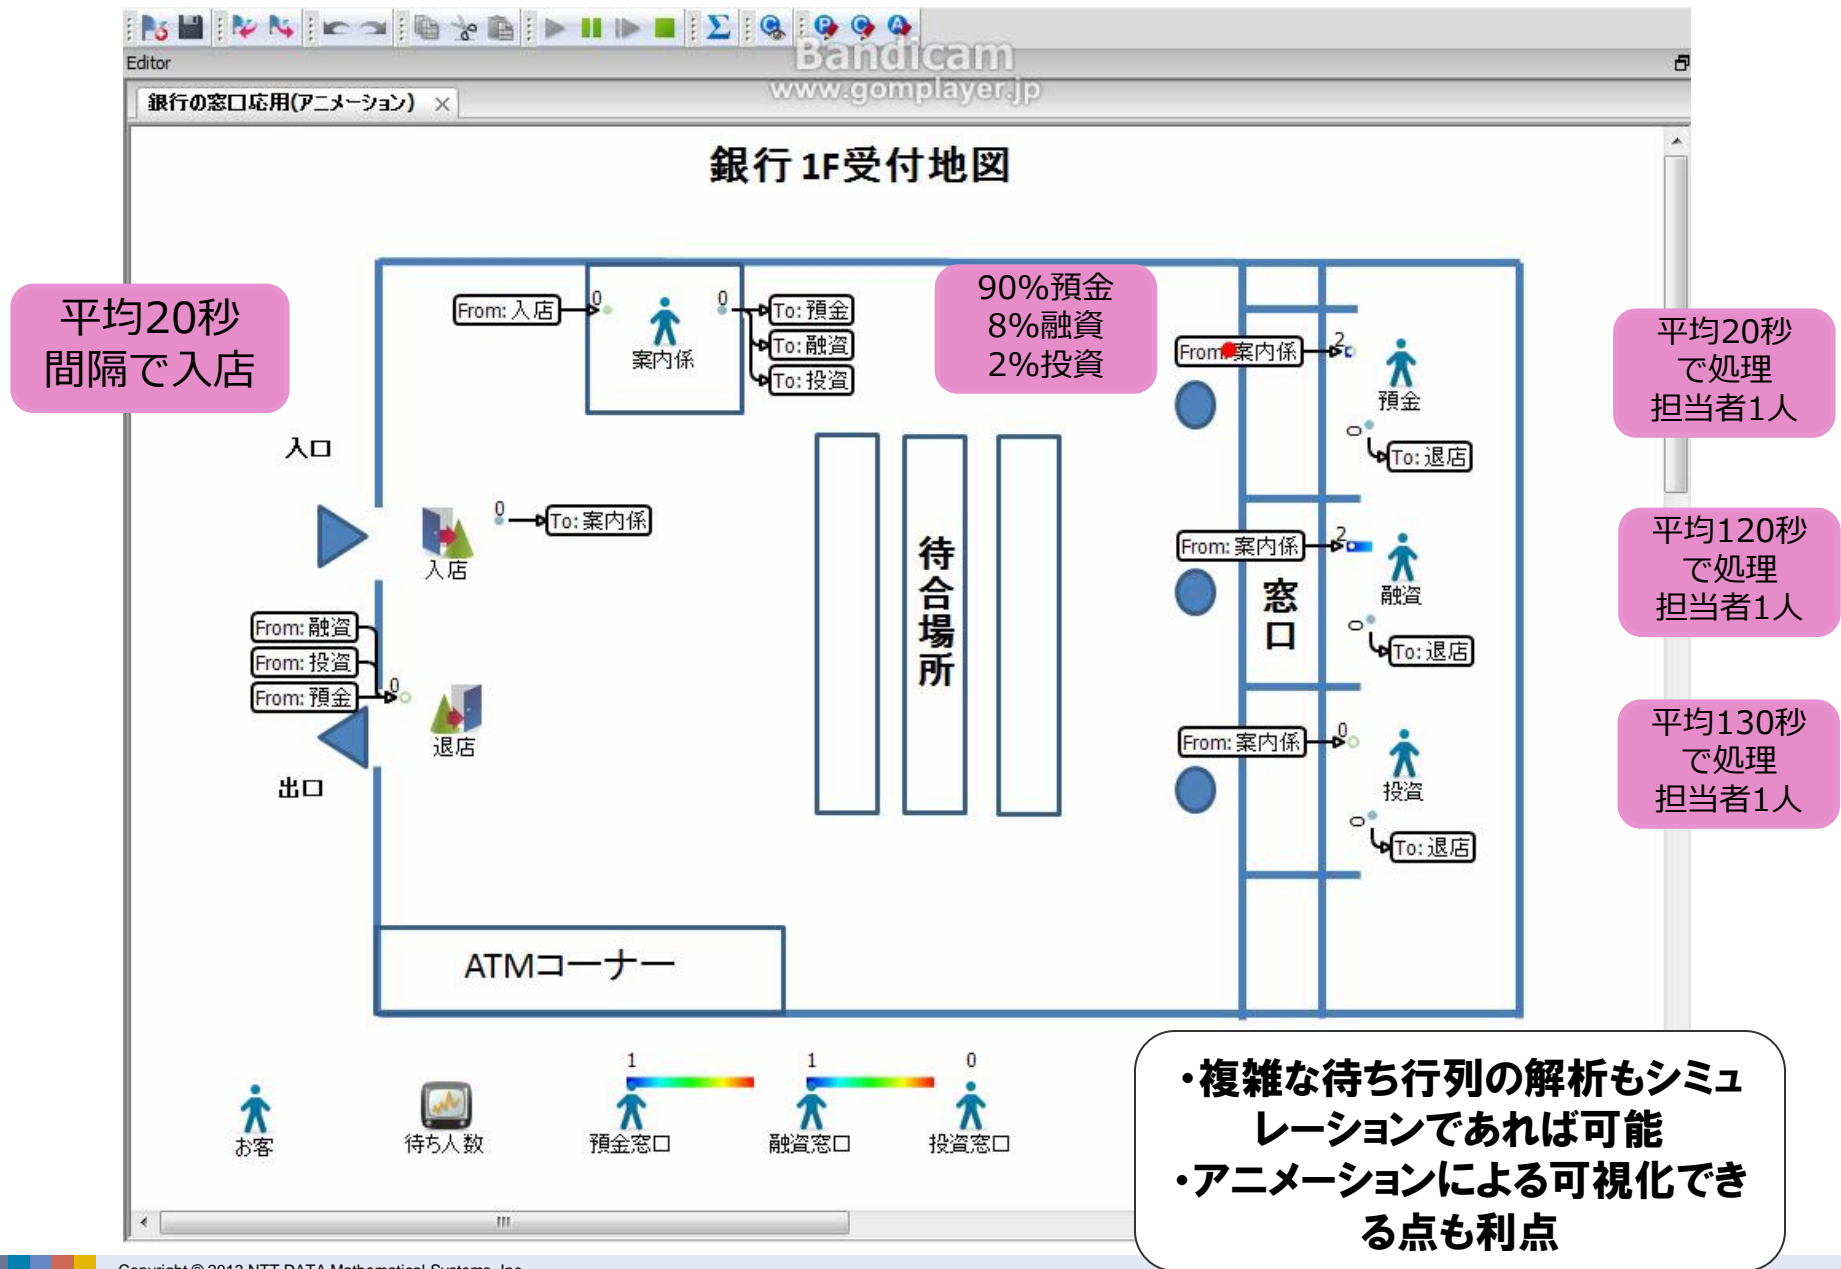 Bandicam
www.gomplayer.jp
Editor
銀行の窓口応用(アニメーション)
銀行 1F受付地図
平均20秒
間隔で入店
From: 入店
0
案内係
0
To: 預金
To: 融資
To: 投資
90%預金
8%融資
2%投資
From: 案内係
2
預金
0
To: 退店
平均20秒
で処理
担当者1人
入口
入店
0
To: 案内係
From: 融資
From: 投資
From: 預金
0
退店
出口
待合場所
窓口
From: 案内係
2
融資
0
To: 退店
平均120秒
で処理
担当者1人
From: 案内係
0
投資
0
To: 退店
平均130秒
で処理
担当者1人
ATMコーナー
お客
待ち人数
1
預金窓口
1
融資窓口
0
投資窓口
・複雑な待ち行列の解析もシミュ
レーションであれば可能
・アニメーションによる可視化でき
る点も利点
Copyright © 2013 NTT DATA Mathematical Systems, Inc.